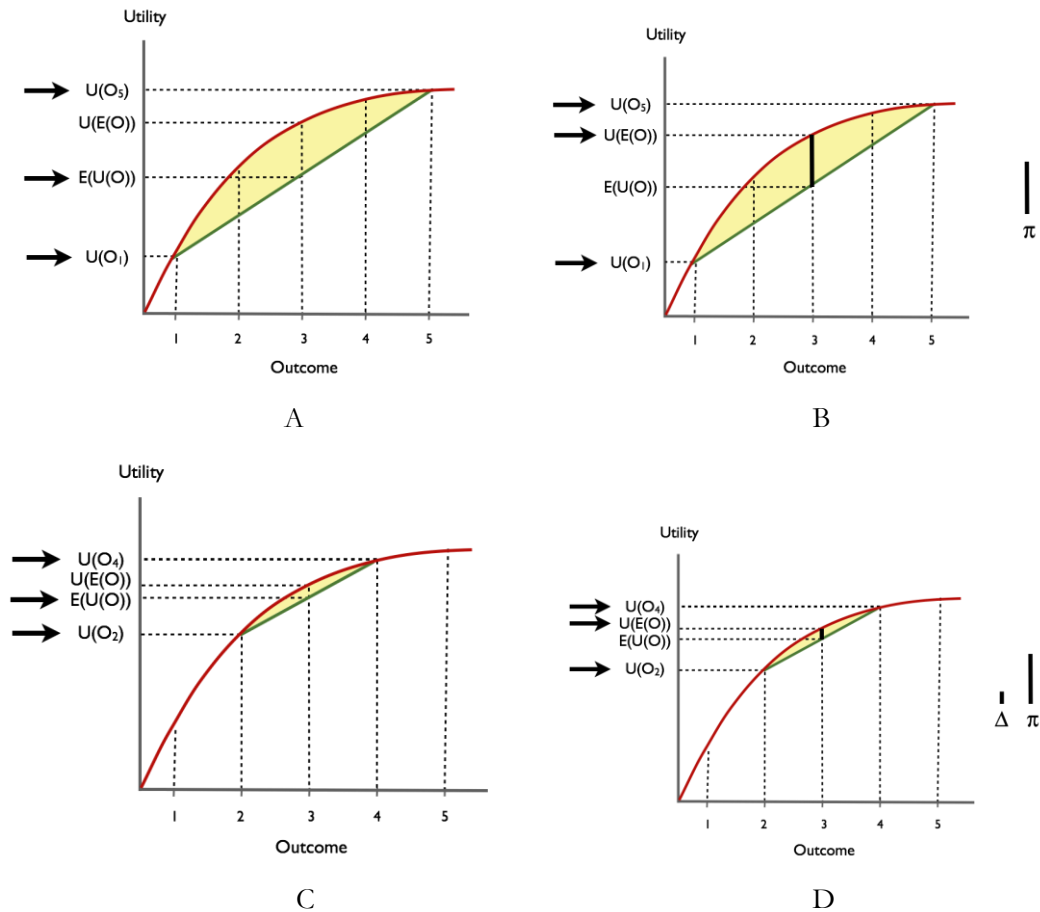 Utility
U(O₅)
U(E(O))
E(U(O))
U(O₁)
1 2 3 4 5
Outcome
A
Utility
U(O₅)
U(E(O))
E(U(O))
U(O₁)
π
1 2 3 4 5
Outcome
B
Utility
U(O₄)
U(E(O))
E(U(O))
U(O₂)
1 2 3 4 5
Outcome
C
Utility
U(O₄)
U(E(O))
E(U(O))
U(O₂)
Δ π
1 2 3 4 5
Outcome
D